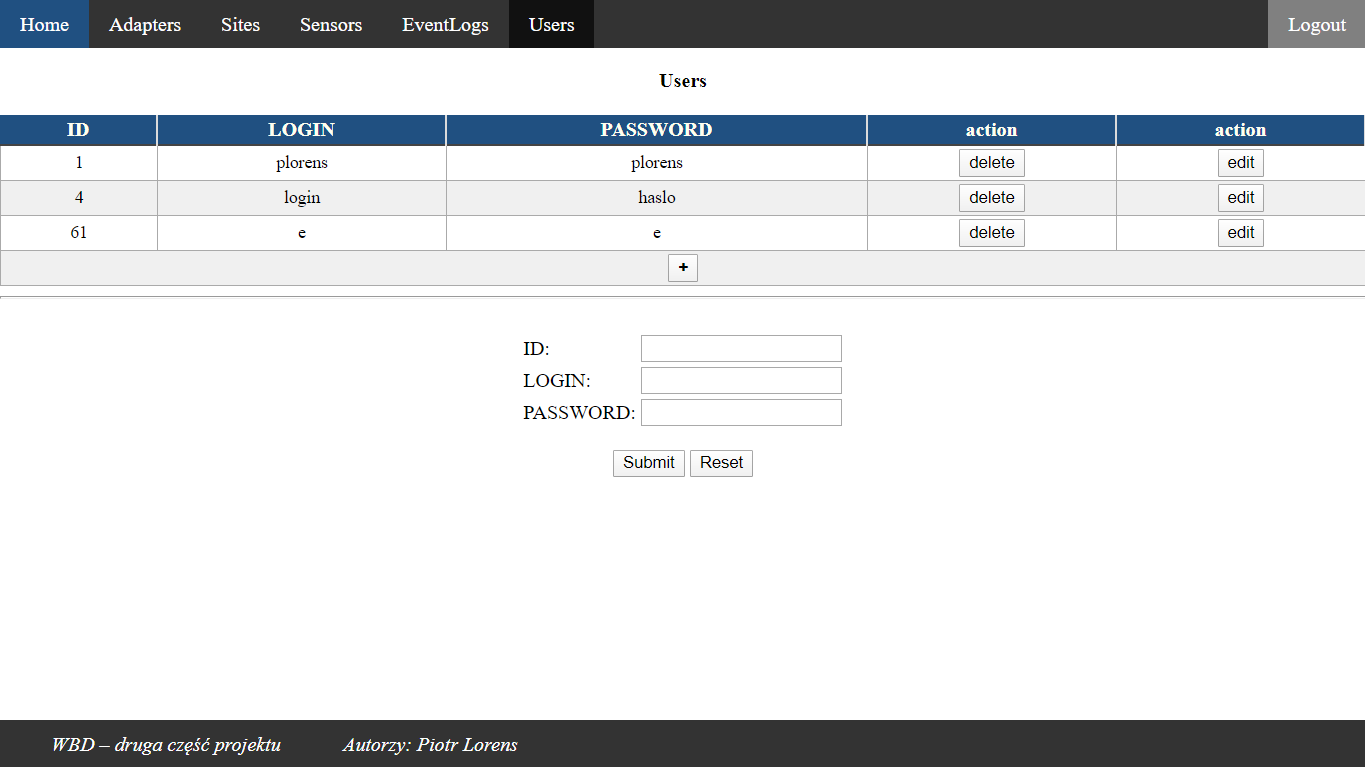 Home Adapters Sites Sensors EventLogs Users Logout
Users
ID LOGIN PASSWORD action action
1 plorens plorens delete edit
4 login haslo delete edit
61 e e delete edit
+
ID:
LOGIN:
PASSWORD:
Submit Reset
WBD – druga część projektu Autorzy: Piotr Lorens